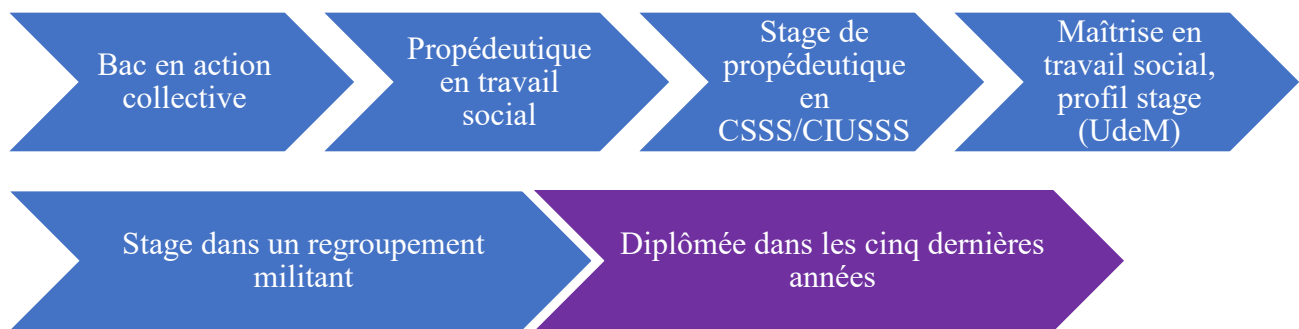 Bac en action
collective
Propédeutique
en travail
social
Stage de
propédeutique
en
CSSS/CIUSSS
Maîtrise en
travail social,
profil stage
(UdeM)
Stage dans un regroupement
militant
Diplômée dans les cinq dernières
années